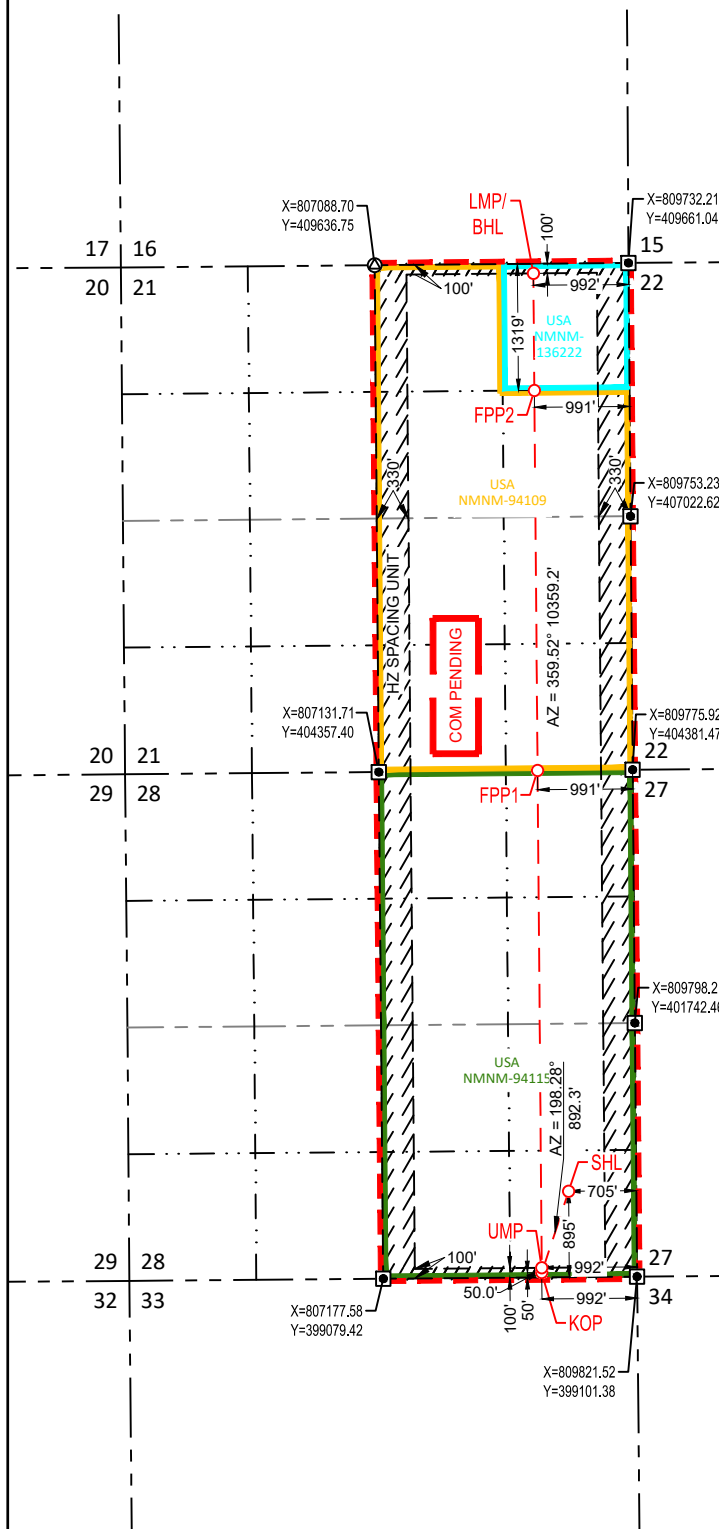 X=809732.21
Y=409661.04
LMP/
BHL
X=807088.70
Y=409636.75
100'
17 16
20 21
15
22
100'
992'
1319'
USA
NMNM-
136222
FPP2
991'
330'
330'
USA
NMNM-94109
X=809753.23
Y=407022.62
HZ SPACING UNIT
COM PENDING
AZ = 359.52° 10359.2'
X=807131.71
Y=404357.40
X=809775.92
Y=404381.47
20 21
29 28
22
27
FPP1
991'
X=809798.2
Y=401742.46
USA
NMNM-94115
AZ = 198.28°
892.3'
SHL
705'
895'
UMP
100'
992'
29 28
32 33
27
34
50.0'
100'
50'
992'
KOP
X=807177.58
Y=399079.42
X=809821.52
Y=399101.38